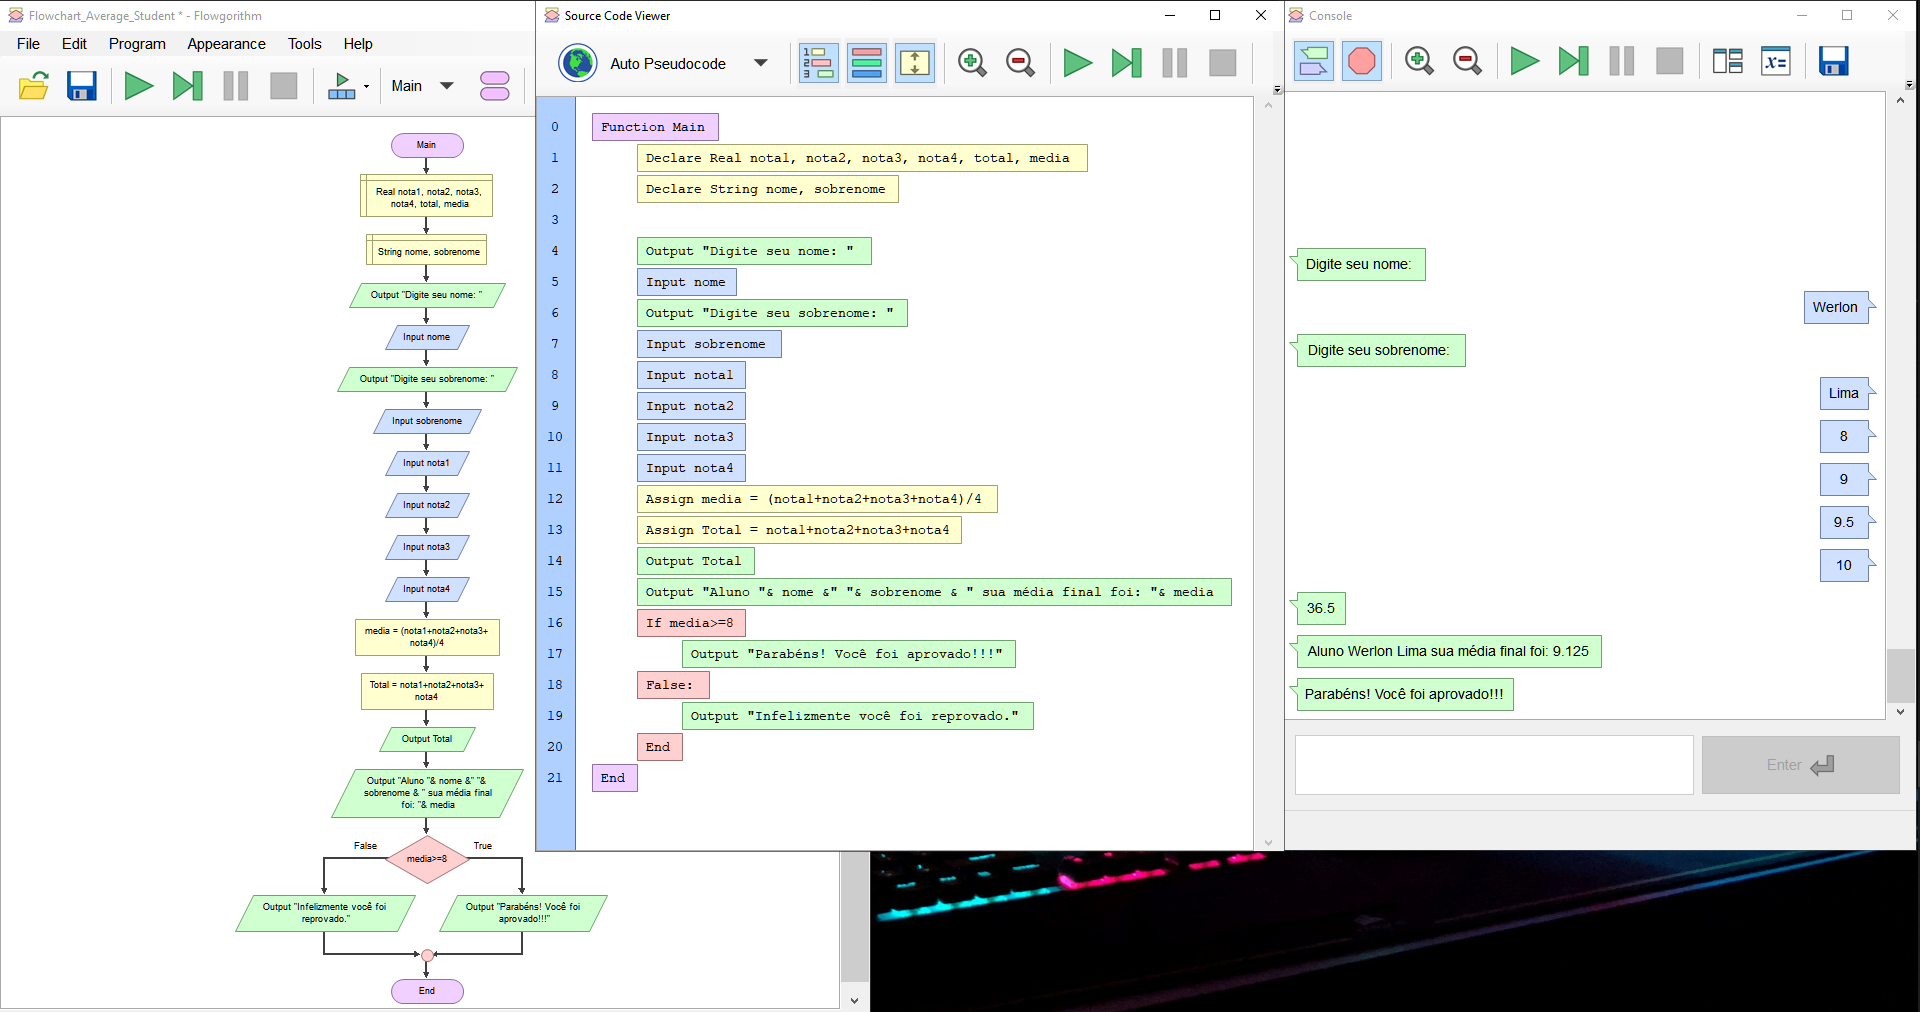 Flowchart_Average_Student * - Flowgorithm
File Edit Program Appearance Tools Help
Main
Main
Real nota1, nota2, nota3,
nota4, total, media
String nome, sobrenome
Output "Digite seu nome: "
Input nome
Output "Digite seu sobrenome: "
Input sobrenome
Input nota1
Input nota2
Input nota3
Input nota4
media = (nota1+nota2+nota3+
nota4)/4
Total = nota1+nota2+nota3+
nota4
Output Total
Output "Aluno "& nome &" "&
sobrenome & " sua média final
foi: "& media
False
True
media>=8
Output "Infelizmente você foi
reprovado."
Output "Parabéns! Você foi
aprovado!!!"
End
Source Code Viewer
Auto Pseudocode
0 Function Main
1 Declare Real nota1, nota2, nota3, nota4, total, media
2 Declare String nome, sobrenome
3
4 Output "Digite seu nome: "
5 Input nome
6 Output "Digite seu sobrenome: "
7 Input sobrenome
8 Input nota1
9 Input nota2
10 Input nota3
11 Input nota4
12 Assign media = (nota1+nota2+nota3+nota4)/4
13 Assign Total = nota1+nota2+nota3+nota4
14 Output Total
15 Output "Aluno "& nome &" "& sobrenome & " sua média final foi: "& media
16 If media>=8
17 Output "Parabéns! Você foi aprovado!!!"
18 False:
19 Output "Infelizmente você foi reprovado."
20 End
21 End
Console
Digite seu nome:
Werlon
Digite seu sobrenome:
Lima
8
9
9.5
10
36.5
Aluno Werlon Lima sua média final foi: 9.125
Parabéns! Você foi aprovado!!!
Enter